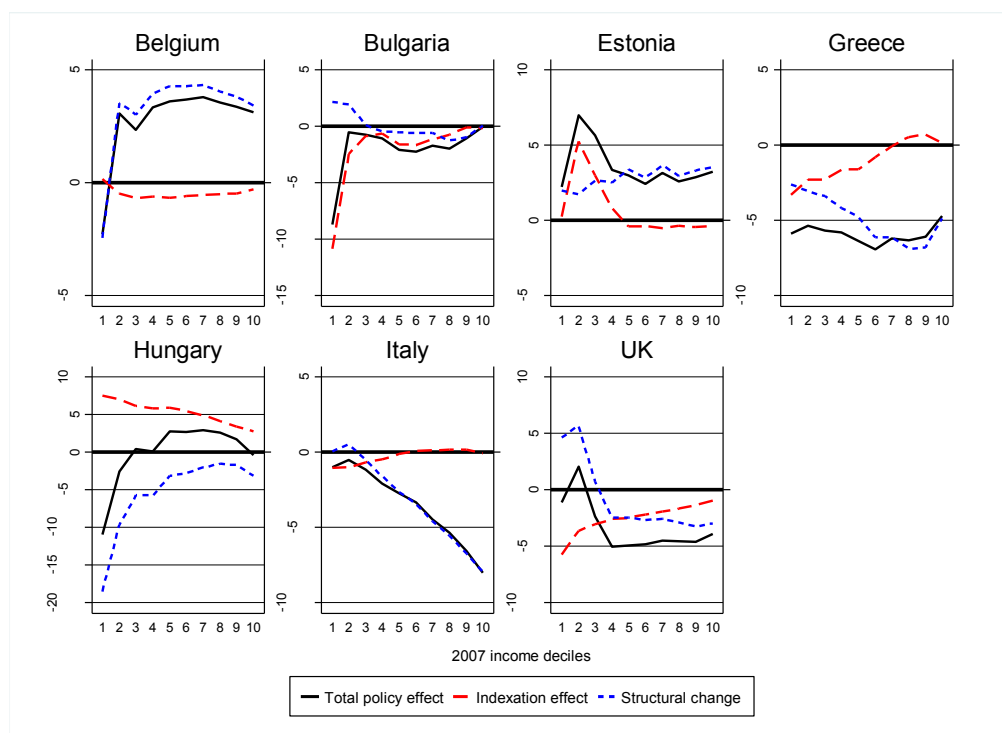 Belgium Bulgaria Estonia Greece
5
0
-5
1 2 3 4 5 6 7 8 9 10
5
0
-5
-10
-15
1 2 3 4 5 6 7 8 9 10
10
5
0
-5
1 2 3 4 5 6 7 8 9 10
5
0
-5
-10
1 2 3 4 5 6 7 8 9 10
Hungary Italy UK
10
5
0
-5
-10
-15
-20
1 2 3 4 5 6 7 8 9 10
5
0
-5
-10
1 2 3 4 5 6 7 8 9 10
10
5
0
-5
-10
1 2 3 4 5 6 7 8 9 10
2007 income deciles
Total policy effect Indexation effect Structural change